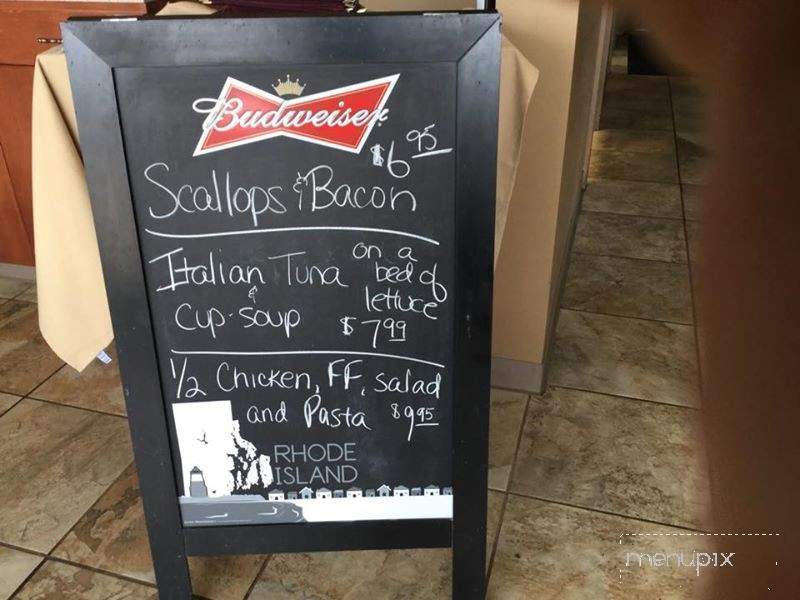 Budweiser
$6.95
Scallops & Bacon
Italian Tuna on a
& bed of
lettuce
Cup-soup $7.99
1/2 Chicken, FF, salad
and Pasta $9.95
RHODE
ISLAND
menupix